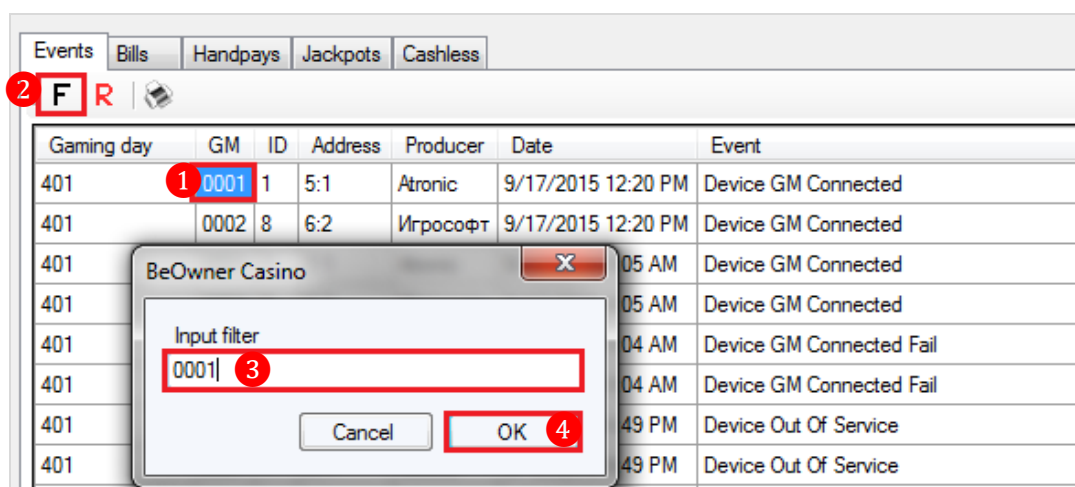 Events Bills Handpays Jackpots Cashless
2 F R
Gaming day GM ID Address Producer Date Event
401 1 0001 1 5:1 Atronic 9/17/2015 12:20 PM Device GM Connected
401 0002 8 6:2 Игрософт 9/17/2015 12:20 PM Device GM Connected
401 05 AM Device GM Connected
401 05 AM Device GM Connected
401 04 AM Device GM Connected Fail
401 04 AM Device GM Connected Fail
401 49 PM Device Out Of Service
401 49 PM Device Out Of Service
BeOwner Casino
Input filter
0001 3
Cancel OK 4